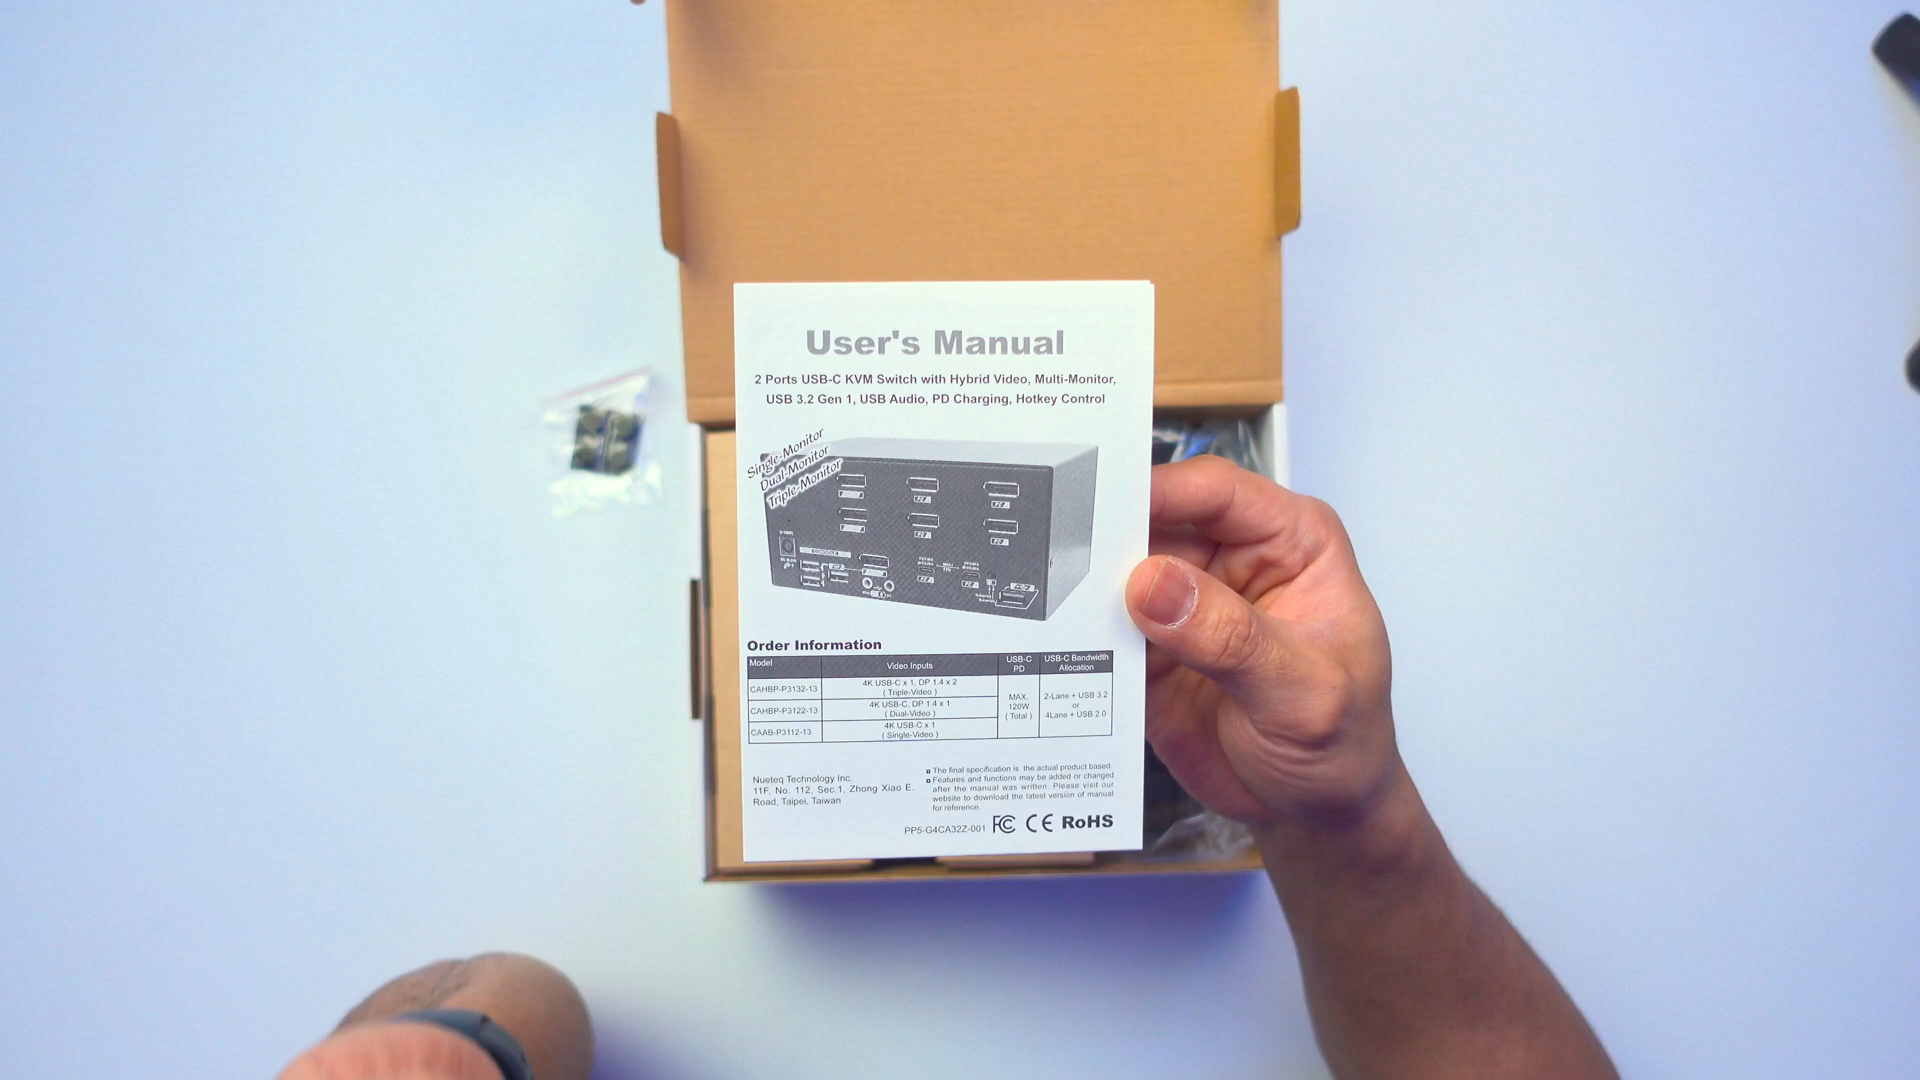 User's Manual
2 Ports USB-C KVM Switch with Hybrid Video, Multi-Monitor,
USB 3.2 Gen 1, USB Audio, PD Charging, Hotkey Control
Single-Monitor
Dual-Monitor
Triple-Monitor
Order Information
Model Video Inputs USB-C PD USB-C Bandwidth Allocation
CAHBP-P3132-13 4K USB-C x 1, DP 1.4 x 2
( Triple-Video )
CAHBP-P3122-13 4K USB-C, DP 1.4 x 1
( Dual-Video )
CAAB-P3112-13 4K USB-C x 1
( Single-Video )
MAX.
120W
( Total )
2-Lane + USB 3.2
or
4Lane + USB 2.0
Nueteq Technology Inc.
11F, No. 112, Sec.1, Zhong Xiao E.
Road, Taipei, Taiwan
The final specification is the actual product based.
Features and functions may be added or changed
after the manual was written. Please visit our
website to download the latest version of manual
for reference.
PP5-G4CA32Z-001 FC CE RoHS